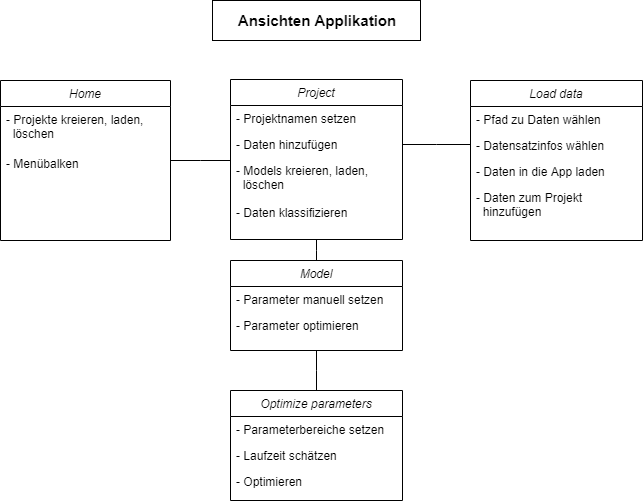 Ansichten Applikation
Home
- Projekte kreieren, laden,
löschen
- Menübalken
Project
- Projektnamen setzen
- Daten hinzufügen
- Models kreieren, laden,
löschen
- Daten klassifizieren
Load data
- Pfad zu Daten wählen
- Datensatzinfos wählen
- Daten in die App laden
- Daten zum Projekt
hinzufügen
Model
- Parameter manuell setzen
- Parameter optimieren
Optimize parameters
- Parameterbereiche setzen
- Laufzeit schätzen
- Optimieren